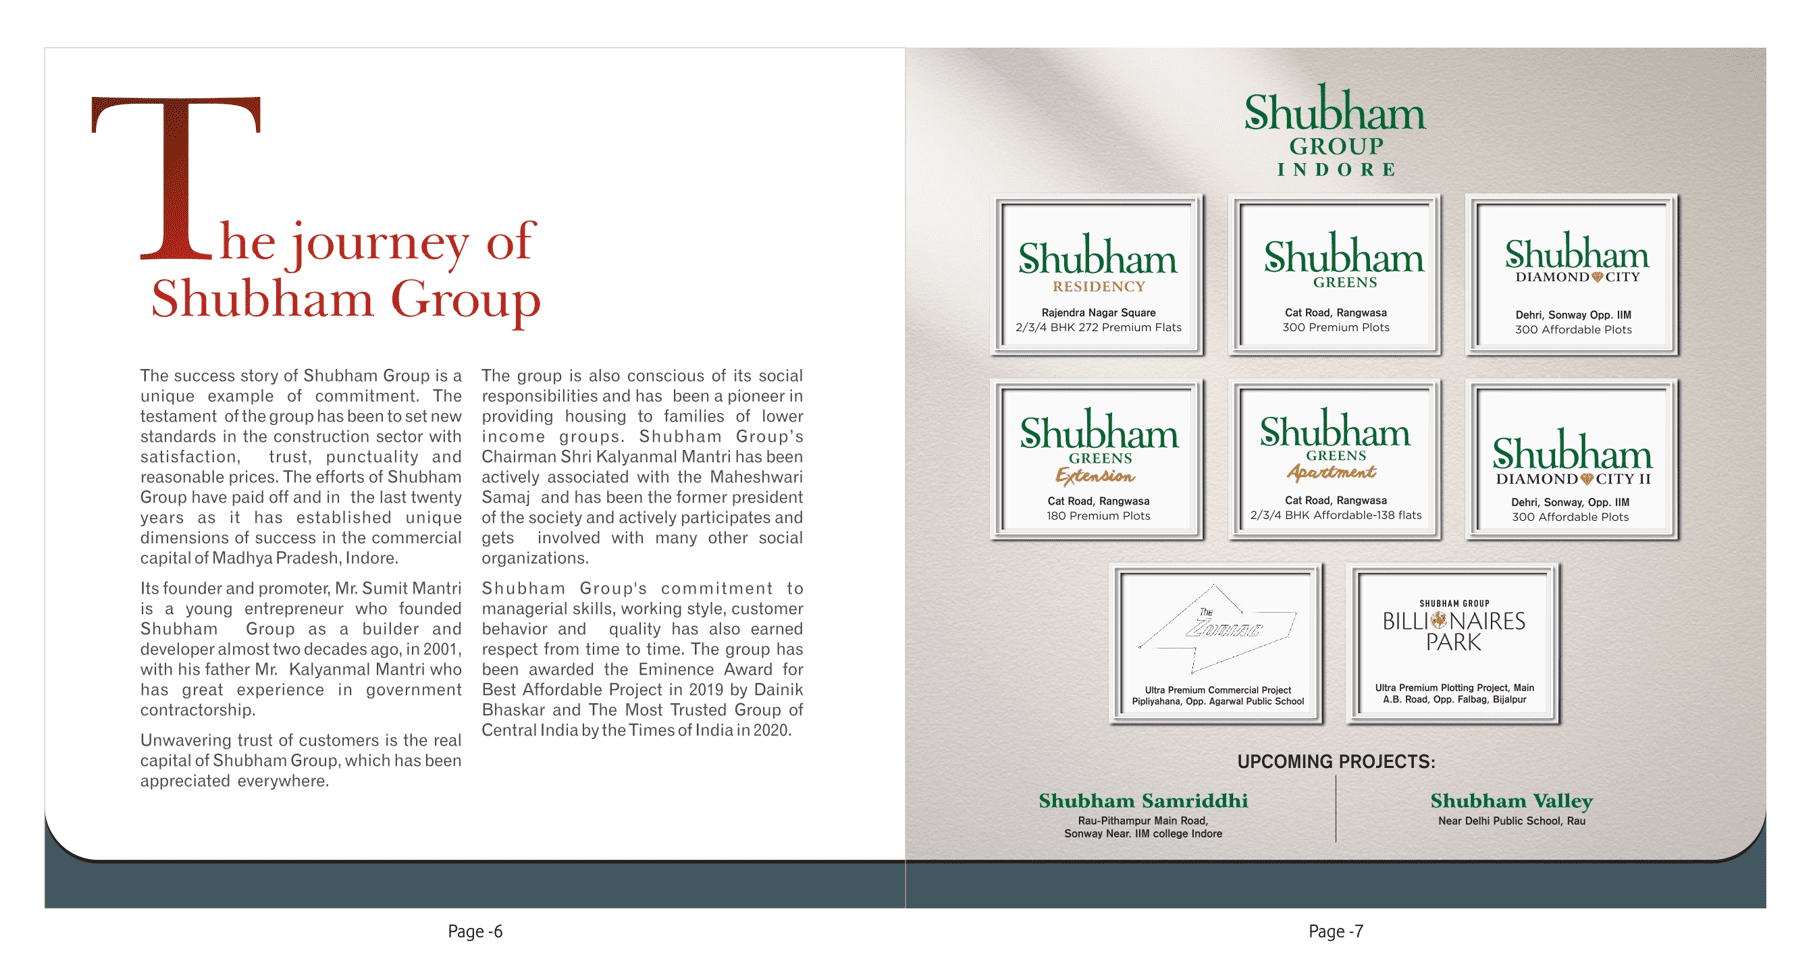 The journey of
Shubham Group
The success story of Shubham Group is a
unique example of commitment. The
testament of the group has been to set new
standards in the construction sector with
satisfaction, trust, punctuality and
reasonable prices. The efforts of Shubham
Group have paid off and in the last twenty
years as it has established unique
dimensions of success in the commercial
capital of Madhya Pradesh, Indore.
Its founder and promoter, Mr. Sumit Mantri
is a young entrepreneur who founded
Shubham Group as a builder and
developer almost two decades ago, in 2001,
with his father Mr. Kalyanmal Mantri who
has great experience in government
contractorship.
Unwavering trust of customers is the real
capital of Shubham Group, which has been
appreciated everywhere.
The group is also conscious of its social
responsibilities and has been a pioneer in
providing housing to families of lower
income groups. Shubham Group's
Chairman Shri Kalyanmal Mantri has been
actively associated with the Maheshwari
Samaj and has been the former president
of the society and actively participates and
gets involved with many other social
organizations.
Shubham Group's commitment to
managerial skills, working style, customer
behavior and quality has also earned
respect from time to time. The group has
been awarded the Eminence Award for
Best Affordable Project in 2019 by Dainik
Bhaskar and The Most Trusted Group of
Central India by the Times of India in 2020.
Page -6
Shubham
GROUP
INDORE
Shubham
RESIDENCY
Rajendra Nagar Square
2/3/4 BHK 272 Premium Flats
Shubham
GREENS
Cat Road, Rangwasa
300 Premium Plots
Shubham
DIAMOND CITY
Dehri, Sonway Opp. IIM
300 Affordable Plots
Shubham
GREENS
Extension
Cat Road, Rangwasa
180 Premium Plots
Shubham
GREENS
Apartment
Cat Road, Rangwasa
2/3/4 BHK Affordable-138 flats
Shubham
DIAMOND CITY II
Dehri, Sonway, Opp. IIM
300 Affordable Plots
The
ZODIAC
Ultra Premium Commercial Project
Pipliyahana, Opp. Agarwal Public School
SHUBHAM GROUP
BILLIONAIRES
PARK
Ultra Premium Plotting Project, Main
A.B. Road, Opp. Falbag, Bijalpur
UPCOMING PROJECTS:
Shubham Samriddhi
Rau-Pithampur Main Road,
Sonway Near. IIM college Indore
Shubham Valley
Near Delhi Public School, Rau
Page -7